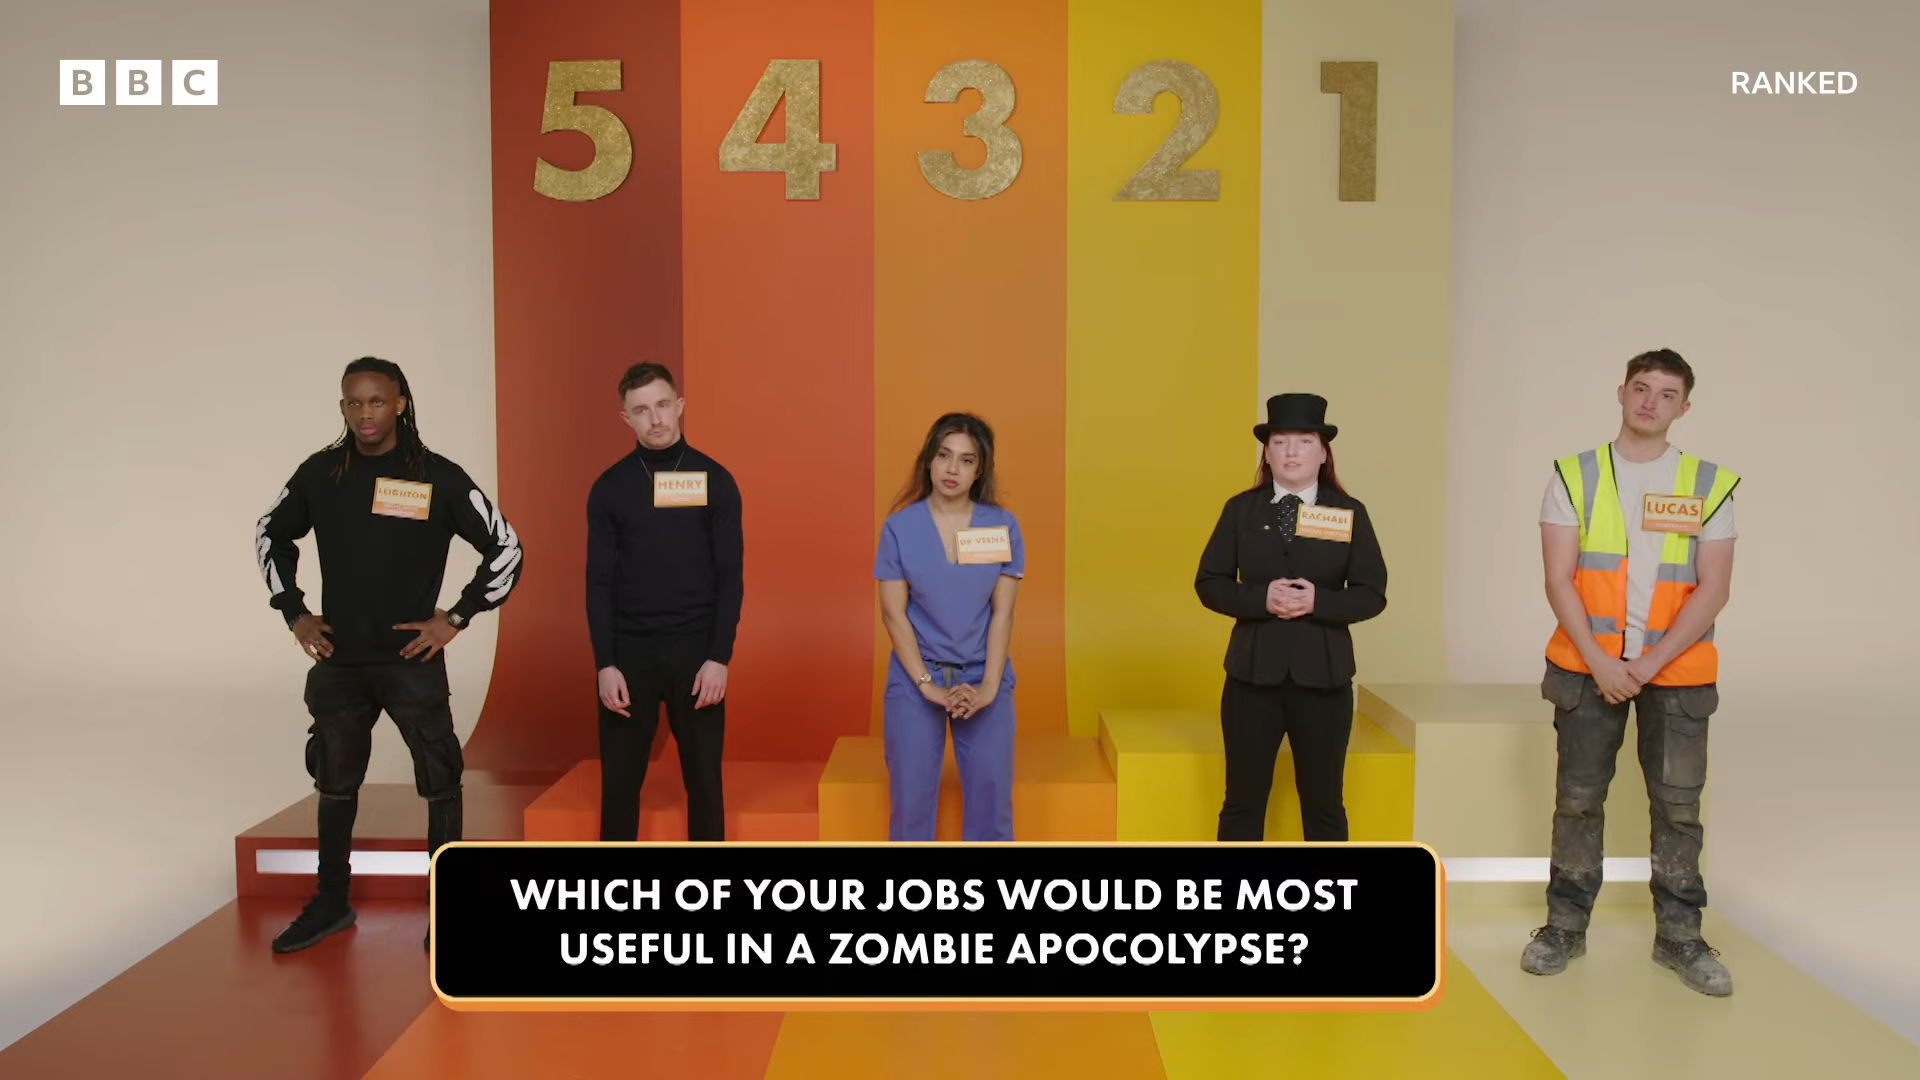 BBC
RANKED
5 4 3 2 1
LEIGHTON
HENRY
DR VEENA
RACHAEL
LUCAS
WHICH OF YOUR JOBS WOULD BE MOST
USEFUL IN A ZOMBIE APOCOLYPSE?